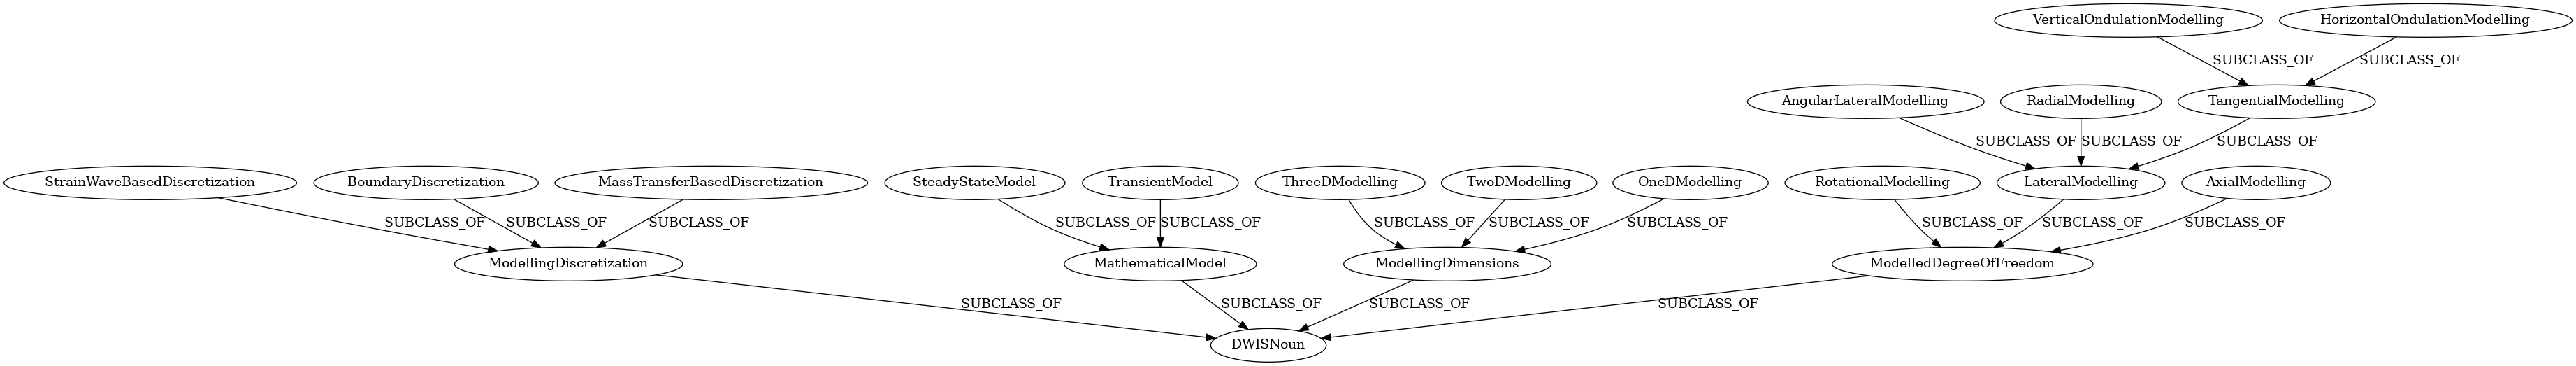 VerticalOndulationModelling
HorizontalOndulationModelling
SUBCLASS_OF
SUBCLASS_OF
AngularLateralModelling
RadialModelling
TangentialModelling
SUBCLASS_OF
SUBCLASS_OF
SUBCLASS_OF
StrainWaveBasedDiscretization
BoundaryDiscretization
MassTransferBasedDiscretization
SteadyStateModel
TransientModel
ThreeDModelling
TwoDModelling
OneDModelling
RotationalModelling
LateralModelling
AxialModelling
SUBCLASS_OF
SUBCLASS_OF
SUBCLASS_OF
SUBCLASS_OF
SUBCLASS_OF
SUBCLASS_OF
SUBCLASS_OF
SUBCLASS_OF
SUBCLASS_OF
SUBCLASS_OF
SUBCLASS_OF
ModellingDiscretization
MathematicalModel
ModellingDimensions
ModelledDegreeOfFreedom
SUBCLASS_OF
SUBCLASS_OF
SUBCLASS_OF
SUBCLASS_OF
DWISNoun